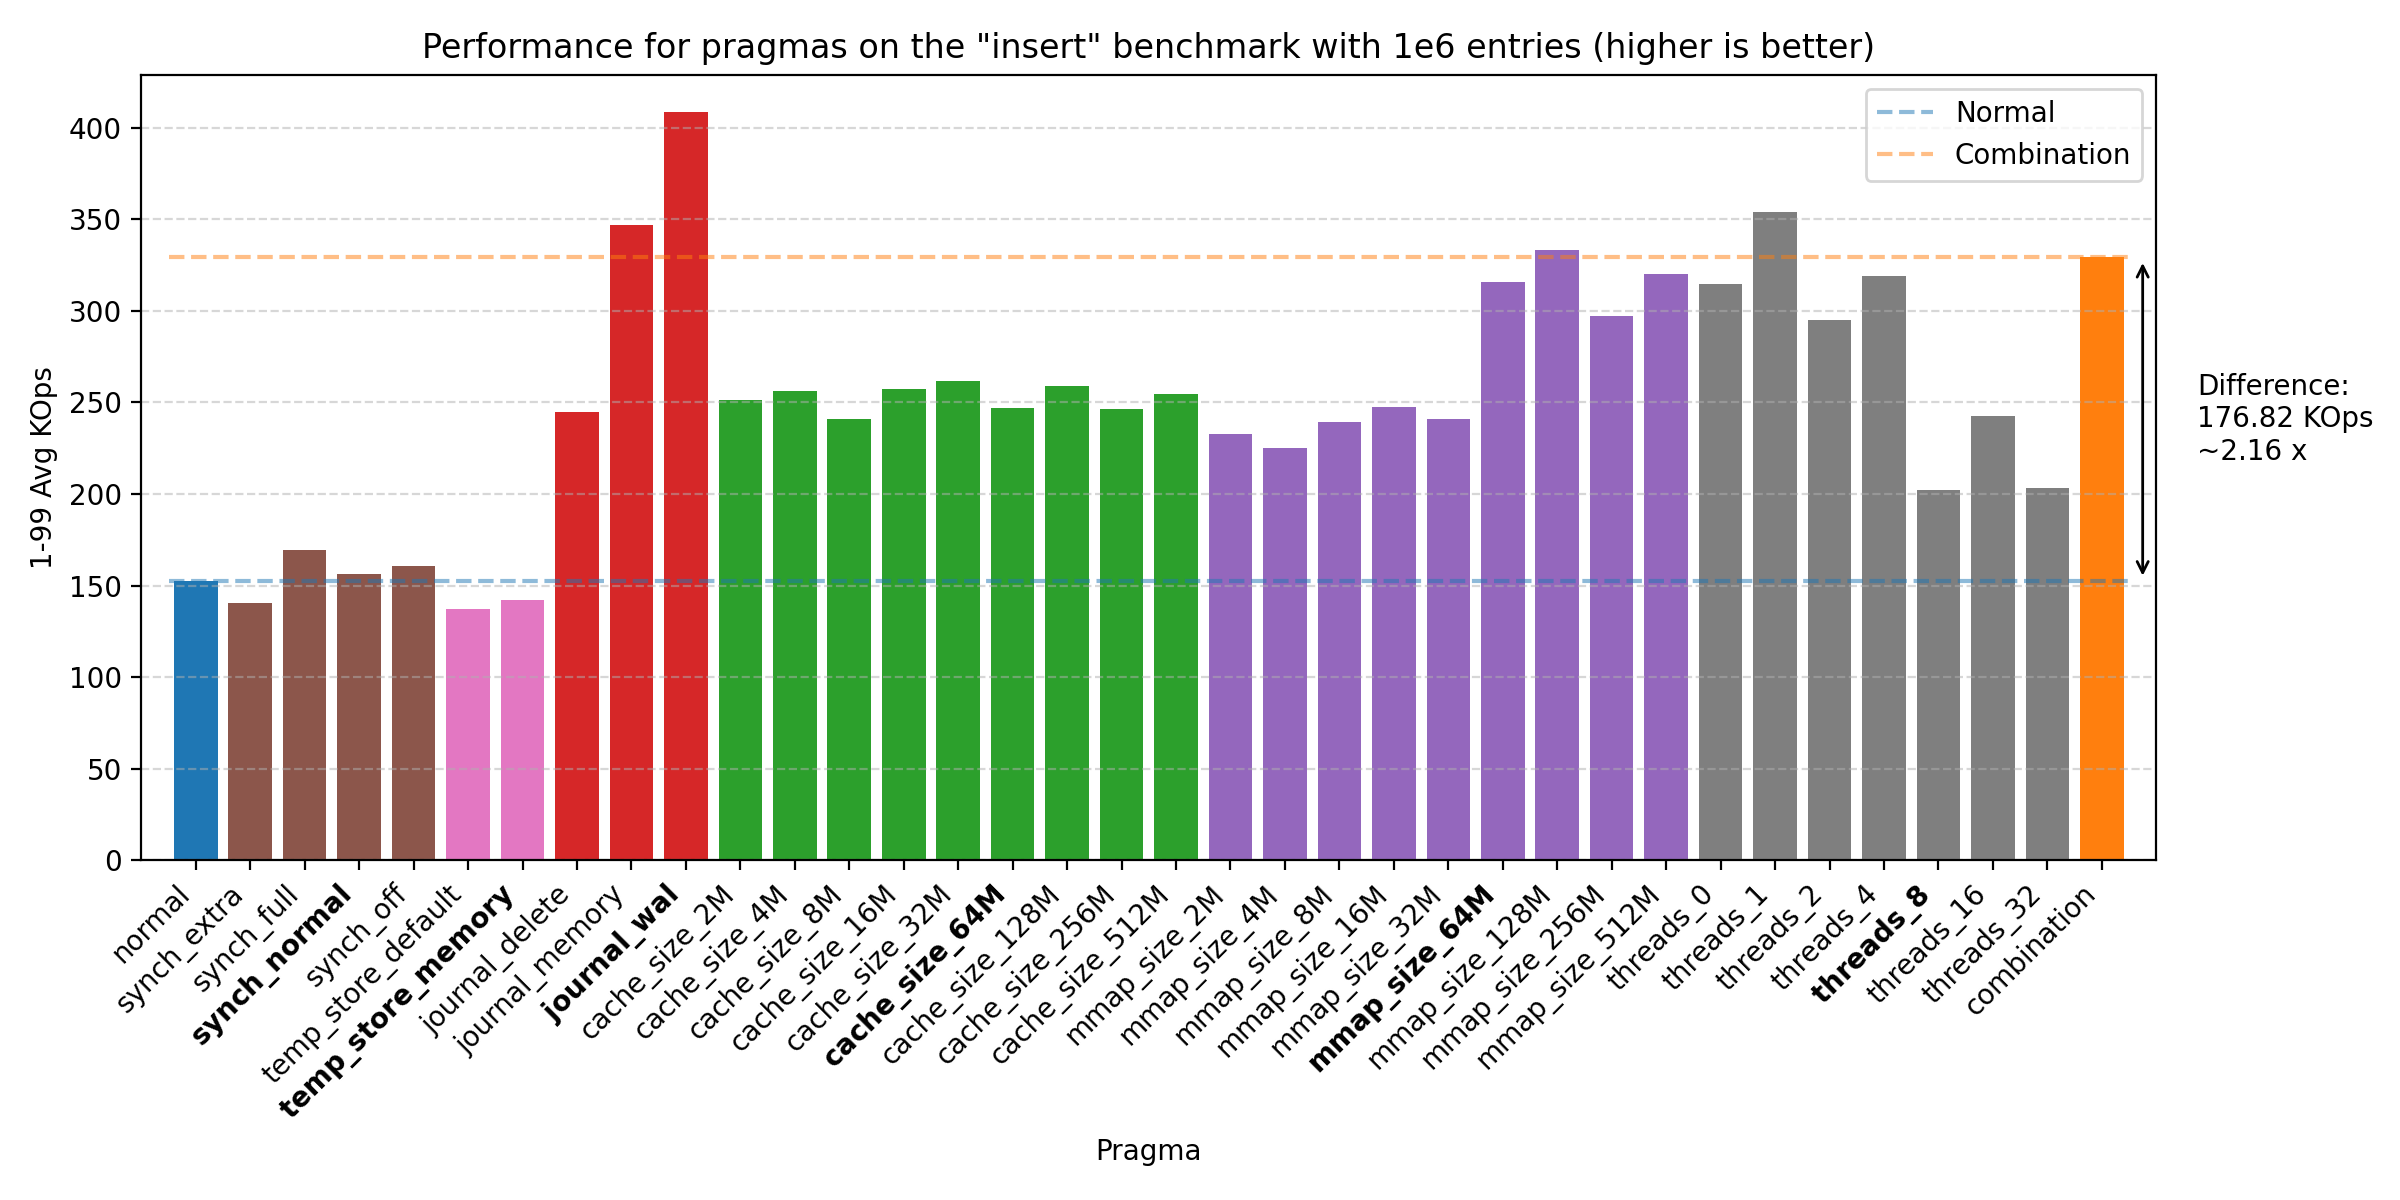 Performance for pragmas on the "insert" benchmark with 1e6 entries (higher is better)
Normal
Combination
400
350
300
250
200
150
100
50
0
1-99 Avg KOps
Difference:
176.82 KOps
~2.16 x
normal
synch_extra
synch_full
synch_normal
synch_off
temp_store_default
temp_store_memory
journal_delete
journal_memory
journal_wal
cache_size_2M
cache_size_4M
cache_size_8M
cache_size_16M
cache_size_32M
cache_size_64M
cache_size_128M
cache_size_256M
cache_size_512M
mmap_size_2M
mmap_size_4M
mmap_size_8M
mmap_size_16M
mmap_size_32M
mmap_size_64M
mmap_size_128M
mmap_size_256M
mmap_size_512M
threads_0
threads_1
threads_2
threads_4
threads_8
threads_16
threads_32
combination
Pragma